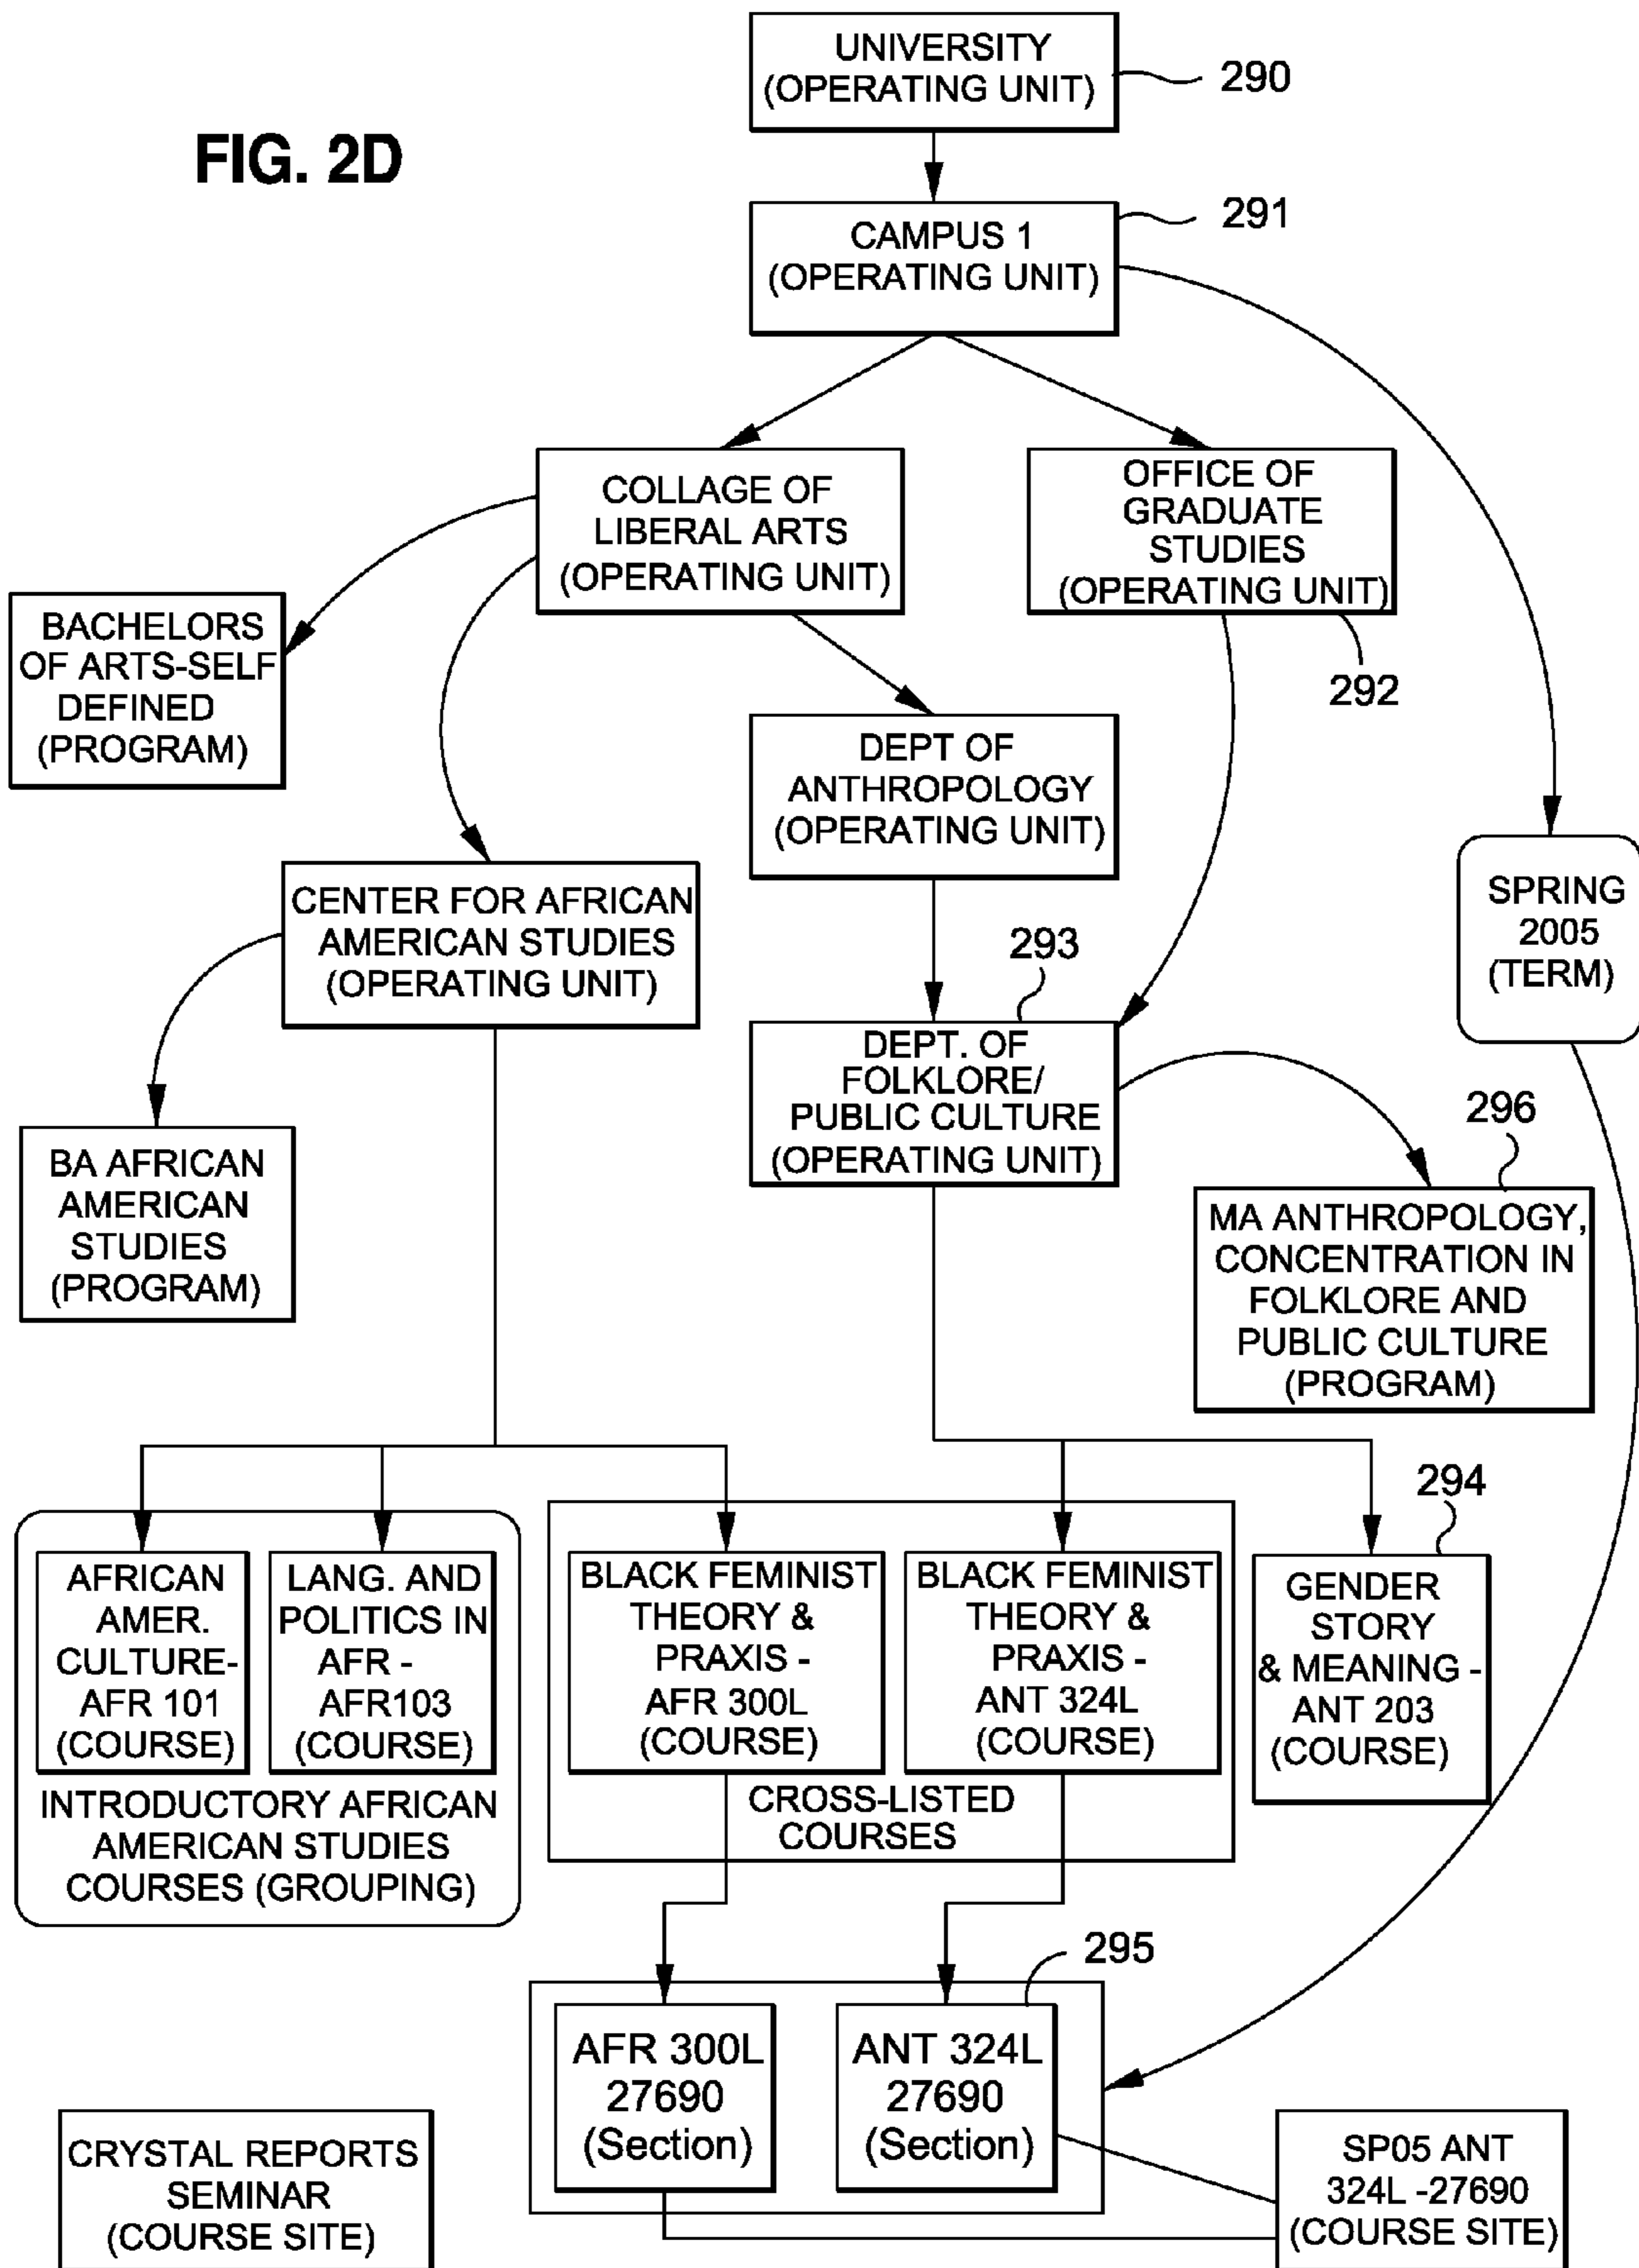 UNIVERSITY
(OPERATING UNIT)
290
FIG. 2D
291
CAMPUS 1
(OPERATING UNIT)
COLLAGE OF
LIBERAL ARTS
(OPERATING UNIT)
OFFICE OF
GRADUATE
STUDIES
(OPERATING UNIT)
292
BACHELORS
OF ARTS-SELF
DEFINED
(PROGRAM)
DEPT OF
ANTHROPOLOGY
(OPERATING UNIT)
SPRING
2005
(TERM)
CENTER FOR AFRICAN
AMERICAN STUDIES
(OPERATING UNIT)
293
DEPT. OF
FOLKLORE/
PUBLIC CULTURE
(OPERATING UNIT)
296
BA AFRICAN
AMERICAN
STUDIES
(PROGRAM)
MA ANTHROPOLOGY,
CONCENTRATION IN
FOLKLORE AND
PUBLIC CULTURE
(PROGRAM)
294
AFRICAN
AMER.
CULTURE-
AFR 101
(COURSE)
LANG. AND
POLITICS IN
AFR -
AFR103
(COURSE)
INTRODUCTORY AFRICAN
AMERICAN STUDIES
COURSES (GROUPING)
BLACK FEMINIST
THEORY &
PRAXIS -
AFR 300L
(COURSE)
BLACK FEMINIST
THEORY &
PRAXIS -
ANT 324L
(COURSE)
CROSS-LISTED
COURSES
GENDER
STORY
& MEANING -
ANT 203
(COURSE)
295
AFR 300L
27690
(Section)
ANT 324L
27690
(Section)
CRYSTAL REPORTS
SEMINAR
(COURSE SITE)
SP05 ANT
324L -27690
(COURSE SITE)